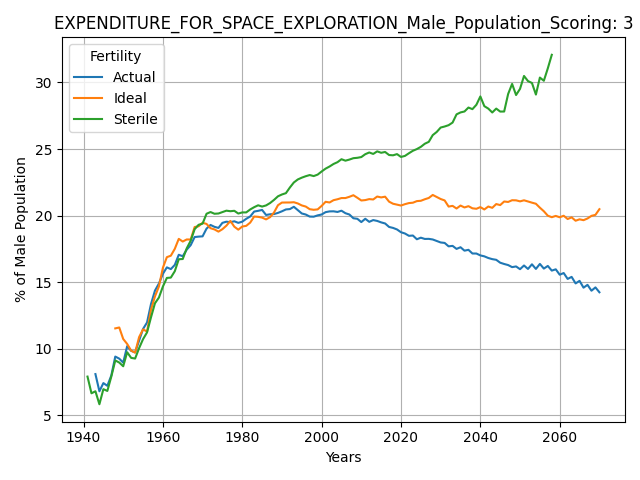 EXPENDITURE_FOR_SPACE_EXPLORATION_Male_Population_Scoring: 3
Fertility
Actual
Ideal
Sterile
% of Male Population
30
25
20
15
10
5
1940 1960 1980 2000 2020 2040 2060
Years